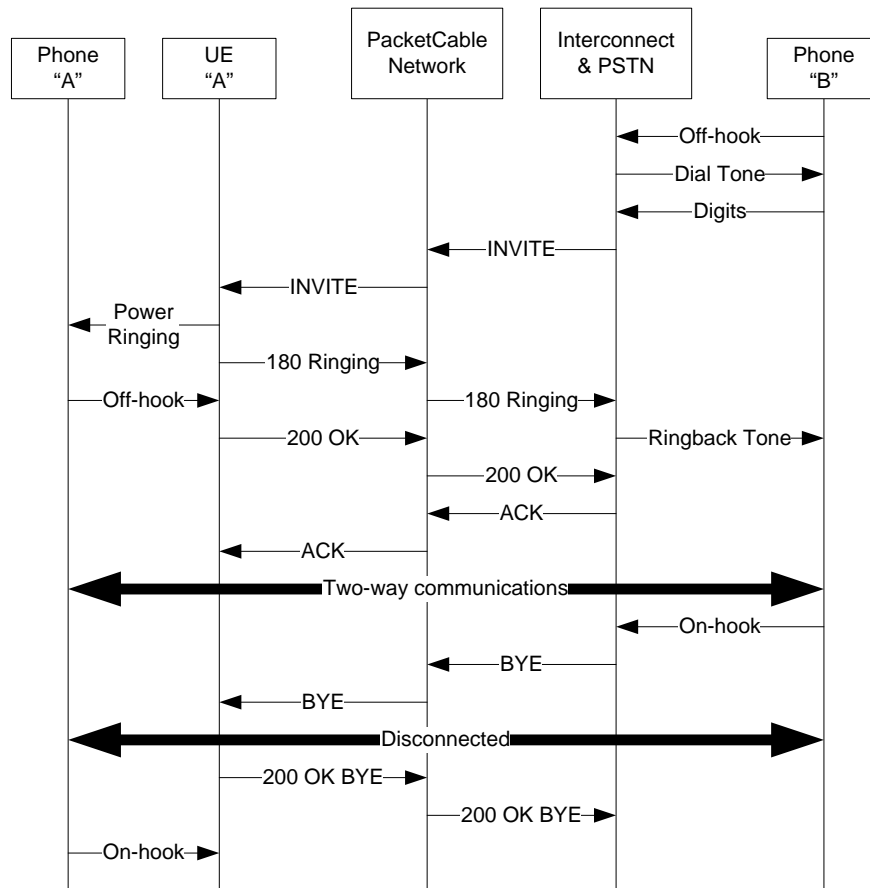 Phone
“A”
UE
“A”
PacketCable
Network
Interconnect
& PSTN
Phone
“B”
Off-hook
Dial Tone
Digits
INVITE
INVITE
Power
Ringing
180 Ringing
Off-hook
180 Ringing
200 OK
Ringback Tone
200 OK
ACK
ACK
Two-way communications
On-hook
BYE
BYE
Disconnected
200 OK BYE
200 OK BYE
On-hook